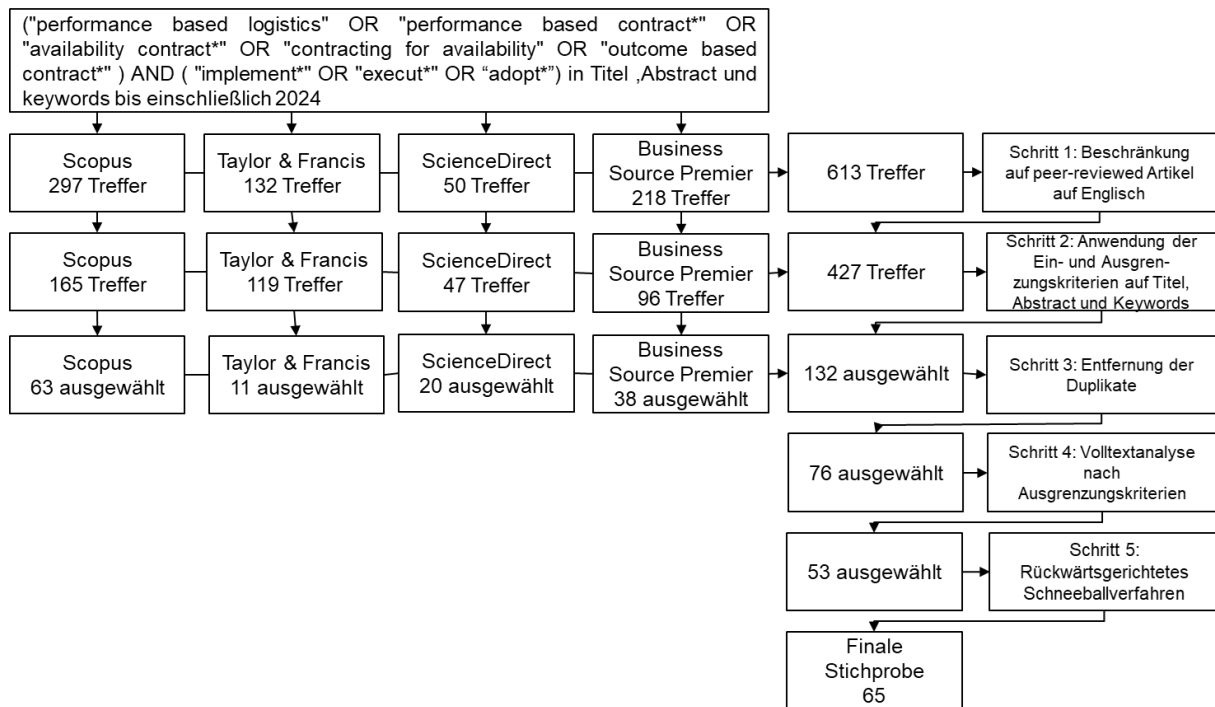 ("performance based logistics" OR "performance based contract*" OR
"availability contract*" OR "contracting for availability" OR "outcome based
contract*" ) AND ( "implement*" OR "execut*" OR “adopt*”) in Titel ,Abstract und
keywords bis einschließlich 2024
Scopus
297 Treffer
Taylor & Francis
132 Treffer
ScienceDirect
50 Treffer
Business
Source Premier
218 Treffer
613 Treffer
Schritt 1: Beschränkung
auf peer-reviewed Artikel
auf Englisch
Scopus
165 Treffer
Taylor & Francis
119 Treffer
ScienceDirect
47 Treffer
Business
Source Premier
96 Treffer
427 Treffer
Schritt 2: Anwendung der
Ein- und Ausgren-
zungskriterien auf Titel,
Abstract und Keywords
Scopus
63 ausgewählt
Taylor & Francis
11 ausgewählt
ScienceDirect
20 ausgewählt
Business
Source Premier
38 ausgewählt
132 ausgewählt
Schritt 3: Entfernung der
Duplikate
76 ausgewählt
Schritt 4: Volltextanalyse
nach
Ausgrenzungskriterien
53 ausgewählt
Schritt 5:
Rückwärtsgerichtetes
Schneeballverfahren
Finale
Stichprobe
65